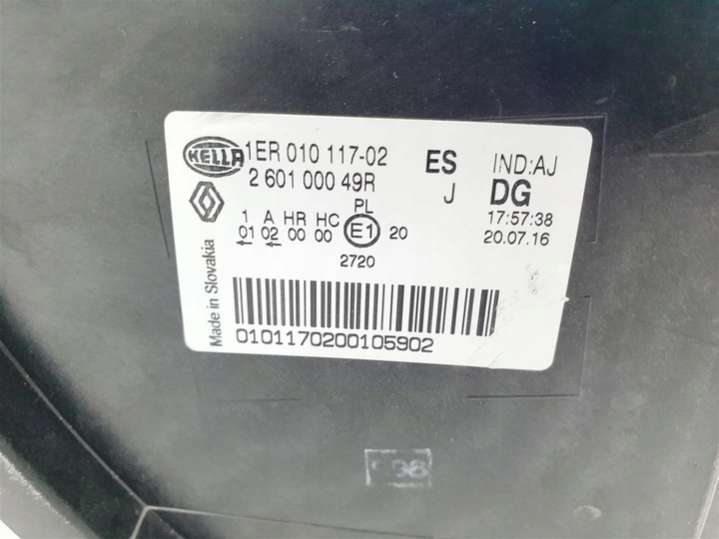 HELLA 1ER 010 117-02 ES IND:AJ
2 601 000 49R J DG
PL
1 A HR HC 17:57:38
01 02 00 00 E1 20 20.07.16
2720
Made in Slovakia
0101170200105902